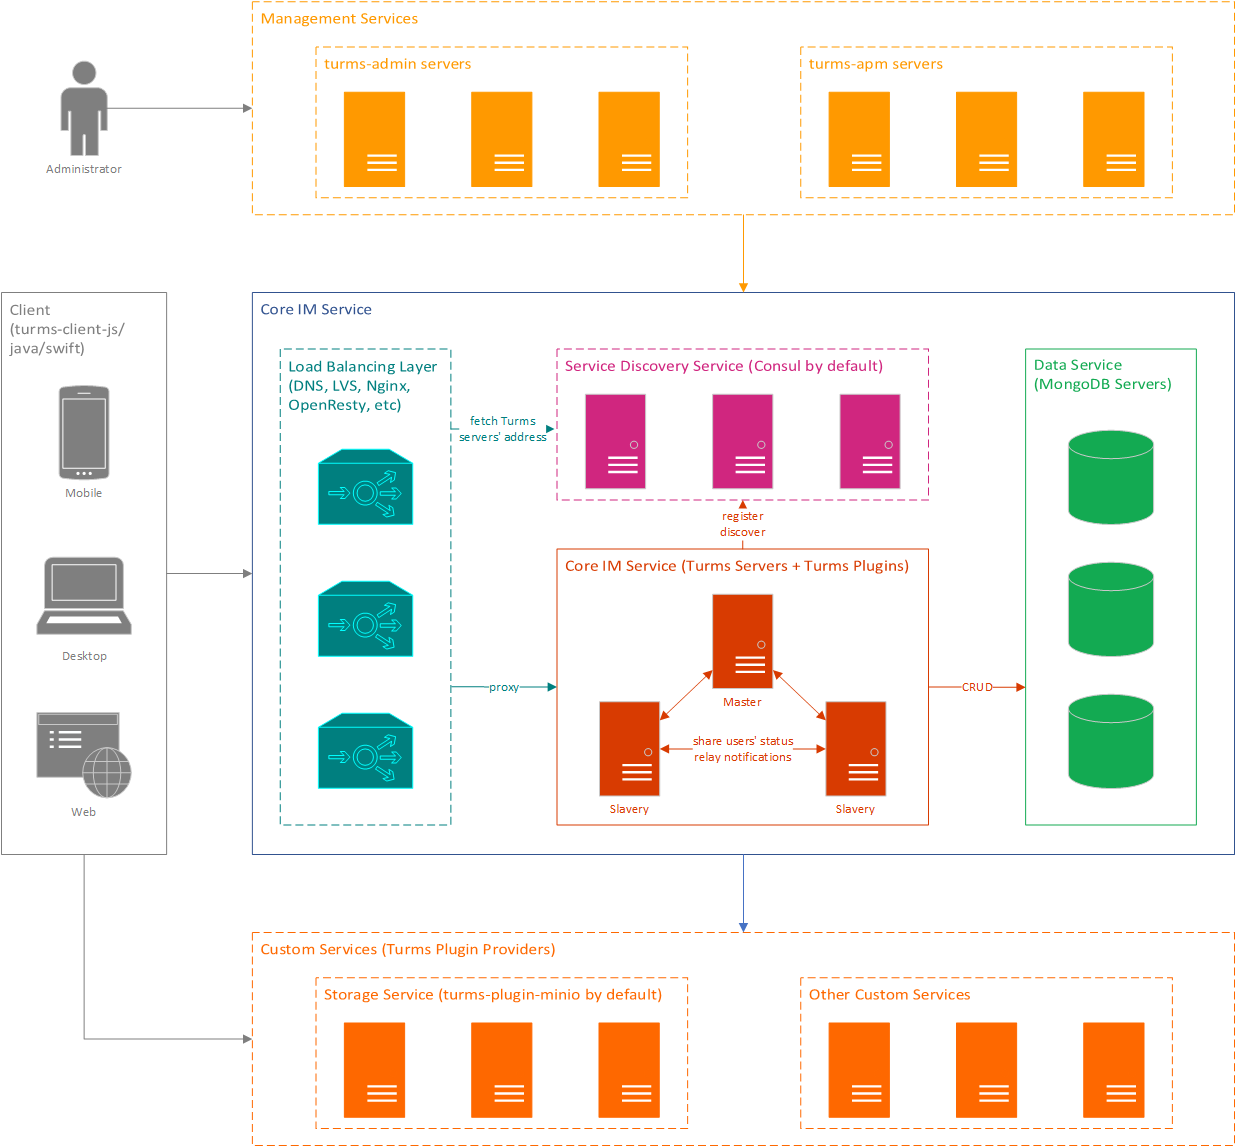 Management Services
turms-admin servers
turms-apm servers
Administrator
Client
(turms-client-js/
java/swift)
Mobile
Desktop
Web
Core IM Service
Load Balancing Layer
(DNS, LVS, Nginx,
OpenResty, etc)
fetch Turms
servers' address
Service Discovery Service (Consul by default)
register
discover
proxy
Core IM Service (Turms Servers + Turms Plugins)
Master
share users' status
relay notifications
Slavery
Slavery
CRUD
Data Service
(MongoDB Servers)
Custom Services (Turms Plugin Providers)
Storage Service (turms-plugin-minio by default)
Other Custom Services